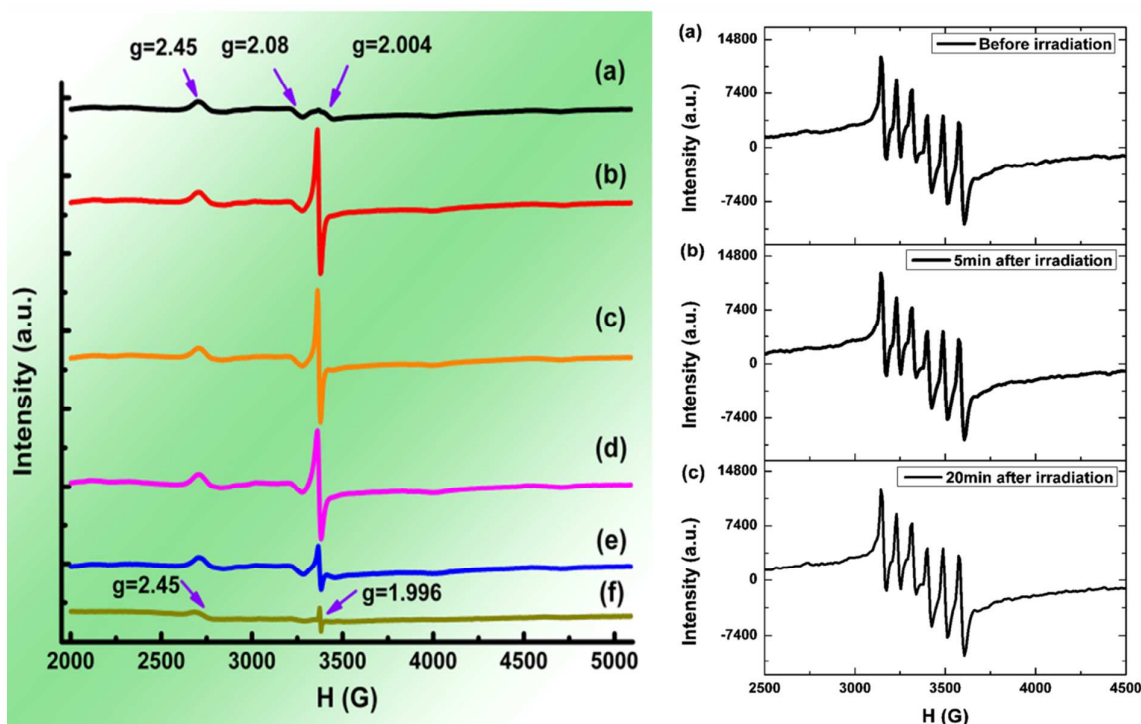 g=2.45
g=2.08
g=2.004
(a)
(b)
(c)
(d)
(e)
g=2.45
g=1.996
(f)
Intensity (a.u.)
2000 2500 3000 3500 4000 4500 5000
H (G)
(a)
Before irradiation
14800
7400
0
-7400
Intensity (a.u.)
(b)
5min after irradiation
14800
7400
0
-7400
Intensity (a.u.)
(c)
20min after irradiation
14800
7400
0
-7400
Intensity (a.u.)
2500 3000 3500 4000 4500
H (G)